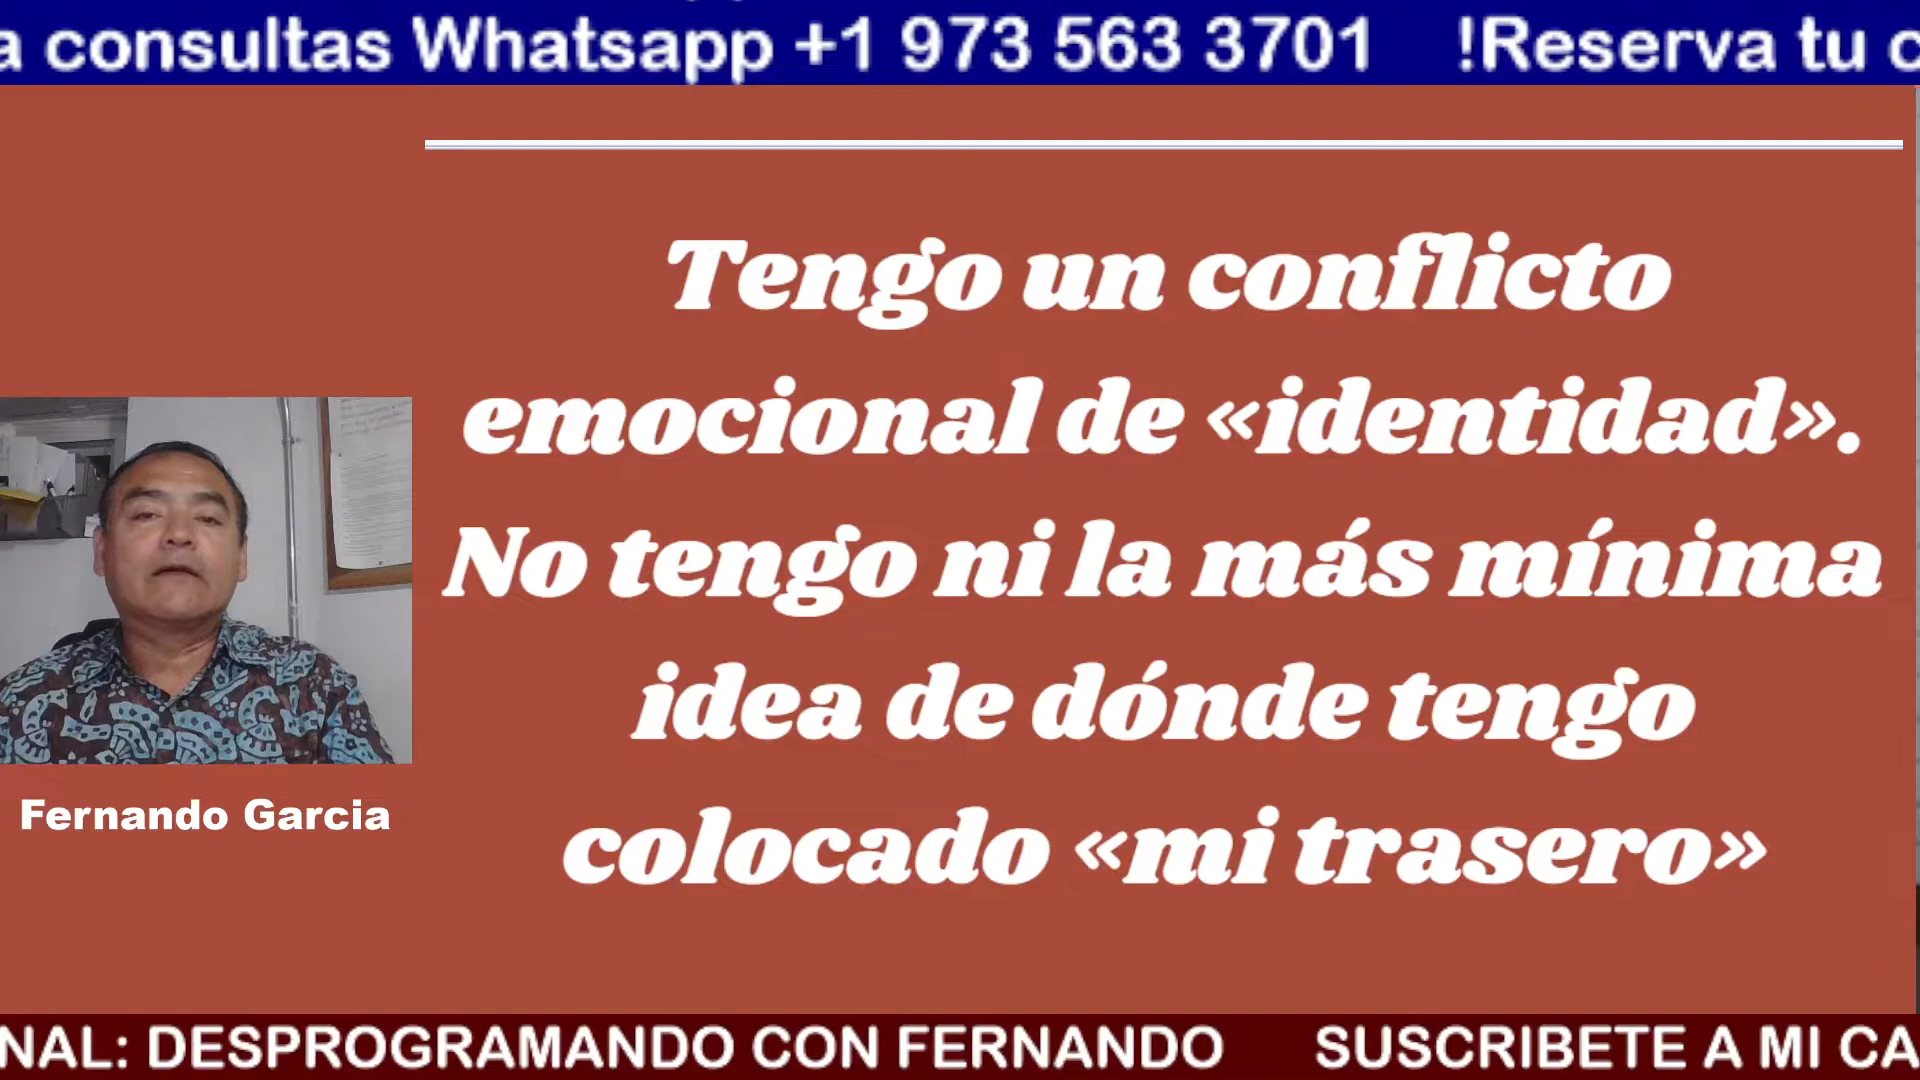 a consultas Whatsapp +1 973 563 3701 !Reserva tu c
Tengo un conflicto
emocional de «identidad».
No tengo ni la más mínima
idea de dónde tengo
colocado «mi trasero»
Fernando Garcia
NAL: DESPROGRAMANDO CON FERNANDO SUSCRIBETE A MI CA